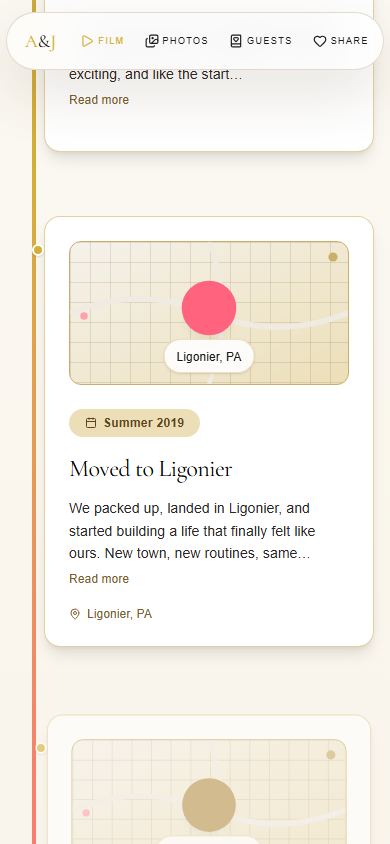 A&J
FILM
PHOTOS
GUESTS
SHARE
exciting, and like the start…
Read more
Ligonier, PA
Summer 2019
Moved to Ligonier
We packed up, landed in Ligonier, and
started building a life that finally felt like
ours. New town, new routines, same…
Read more
Ligonier, PA